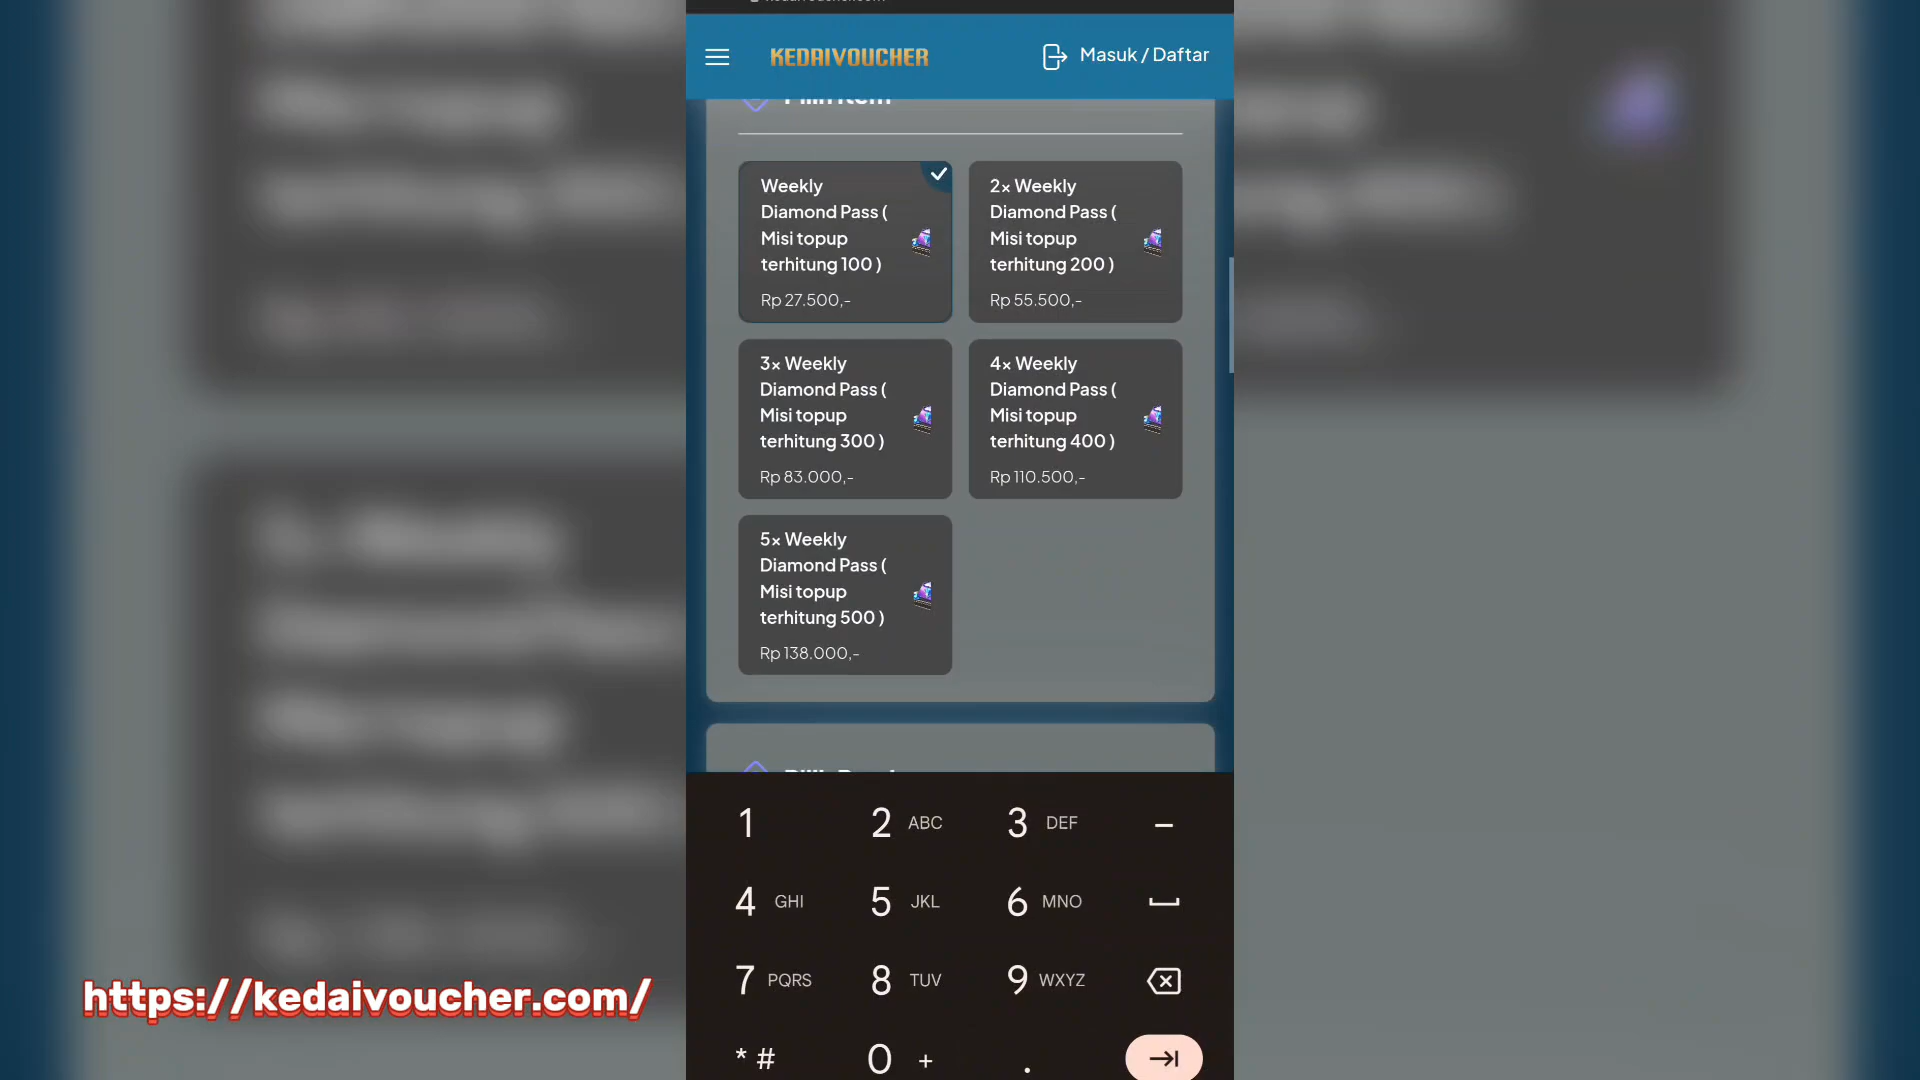 KEDAIVOUCHER
Masuk / Daftar
Weekly
Diamond Pass (
Misi topup
terhitung 100 )
Rp 27.500,-
2x Weekly
Diamond Pass (
Misi topup
terhitung 200 )
Rp 55.500,-
3x Weekly
Diamond Pass (
Misi topup
terhitung 300 )
Rp 83.000,-
4x Weekly
Diamond Pass (
Misi topup
terhitung 400 )
Rp 110.500,-
5x Weekly
Diamond Pass (
Misi topup
terhitung 500 )
Rp 138.000,-
1
2 ABC
3 DEF
–
4 GHI
5 JKL
6 MNO
7 PQRS
8 TUV
9 WXYZ
* #
0 +
.
https://kedaivoucher.com/